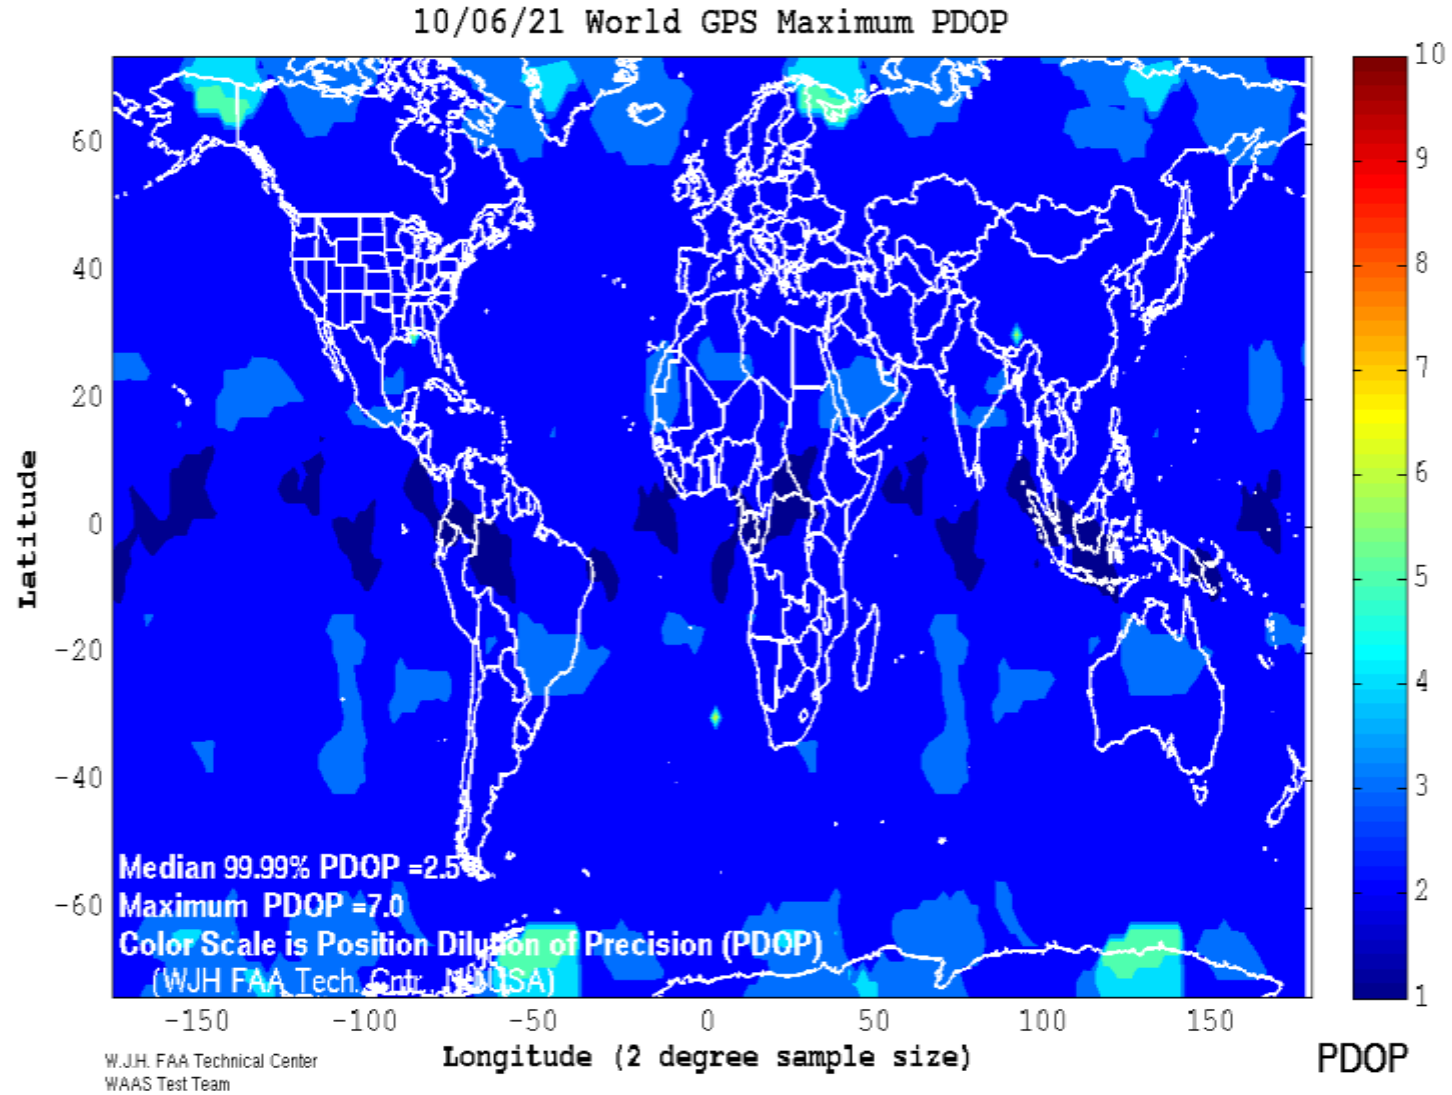 10/06/21 World GPS Maximum PDOP
10
9
8
7
6
5
4
3
2
1
60
40
20
0
-20
-40
-60
Latitude
Median 99.99% PDOP =2.5
Maximum PDOP =7.0
Color Scale is Position Dilution of Precision (PDOP)
(WJH FAA Tech. Cntr., NJ USA)
-150 -100 -50 0 50 100 150
Longitude (2 degree sample size)
PDOP
W.J.H. FAA Technical Center
WAAS Test Team